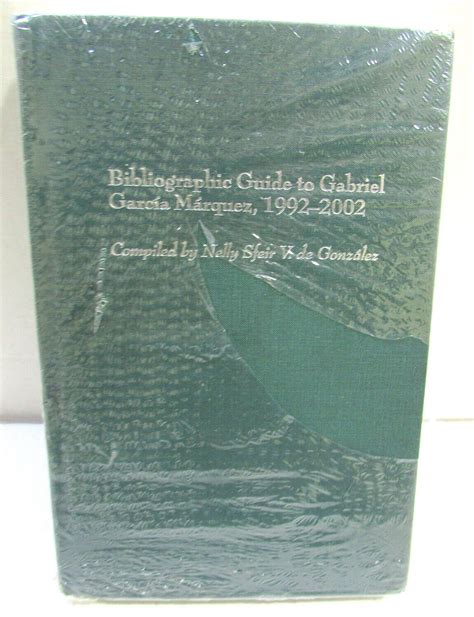 Bibliographic Guide to Gabriel
García Márquez, 1992–2002
Compiled by Nelly Sfeir V. de González